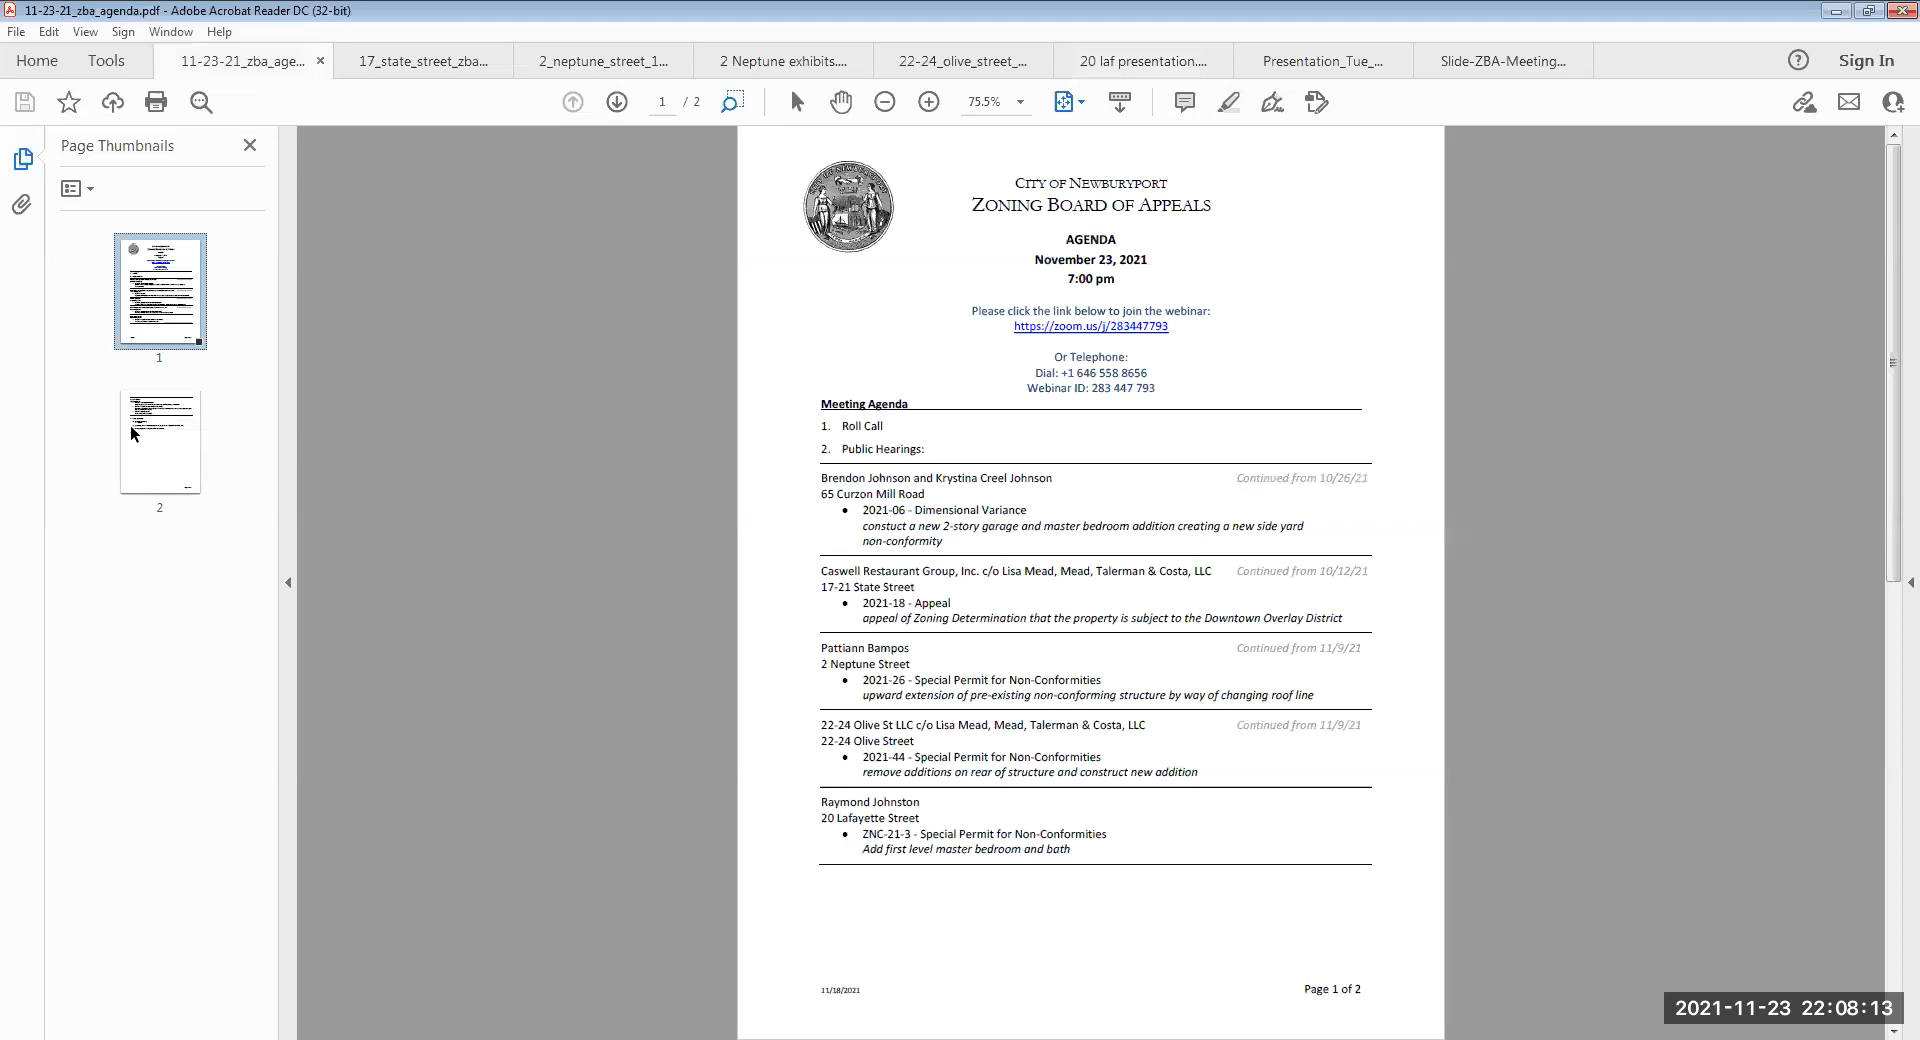 11-23-21_zba_agenda.pdf - Adobe Acrobat Reader DC (32-bit)
File Edit View Sign Window Help
Home Tools 11-23-21_zba_age... × 17_state_street_zba... 2_neptune_street_1... 2 Neptune exhibits.... 22-24_olive_street_... 20 laf presentation.... Presentation_Tue_... Slide-ZBA-Meeting... Sign In
1 / 2 75.5%
Page Thumbnails
1
2
CITY OF NEWBURYPORT
ZONING BOARD OF APPEALS
AGENDA
November 23, 2021
7:00 pm
Please click the link below to join the webinar:
https://zoom.us/j/283447793
Or Telephone:
Dial: +1 646 558 8656
Webinar ID: 283 447 793
Meeting Agenda
1. Roll Call
2. Public Hearings:
Brendon Johnson and Krystina Creel Johnson Continued from 10/26/21
65 Curzon Mill Road
• 2021-06 - Dimensional Variance
constuct a new 2-story garage and master bedroom addition creating a new side yard
non-conformity
Caswell Restaurant Group, Inc. c/o Lisa Mead, Mead, Talerman & Costa, LLC Continued from 10/12/21
17-21 State Street
• 2021-18 - Appeal
appeal of Zoning Determination that the property is subject to the Downtown Overlay District
Pattiann Bampos Continued from 11/9/21
2 Neptune Street
• 2021-26 - Special Permit for Non-Conformities
upward extension of pre-existing non-conforming structure by way of changing roof line
22-24 Olive St LLC c/o Lisa Mead, Mead, Talerman & Costa, LLC Continued from 11/9/21
22-24 Olive Street
• 2021-44 - Special Permit for Non-Conformities
remove additions on rear of structure and construct new addition
Raymond Johnston
20 Lafayette Street
• ZNC-21-3 - Special Permit for Non-Conformities
Add first level master bedroom and bath
11/18/2021 Page 1 of 2
2021-11-23 22:08:13